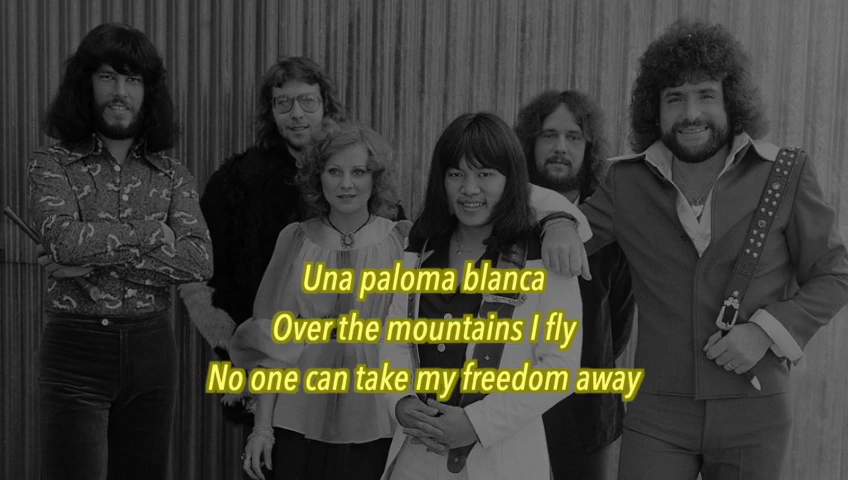 Una paloma blanca
Over the mountains I fly
No one can take my freedom away